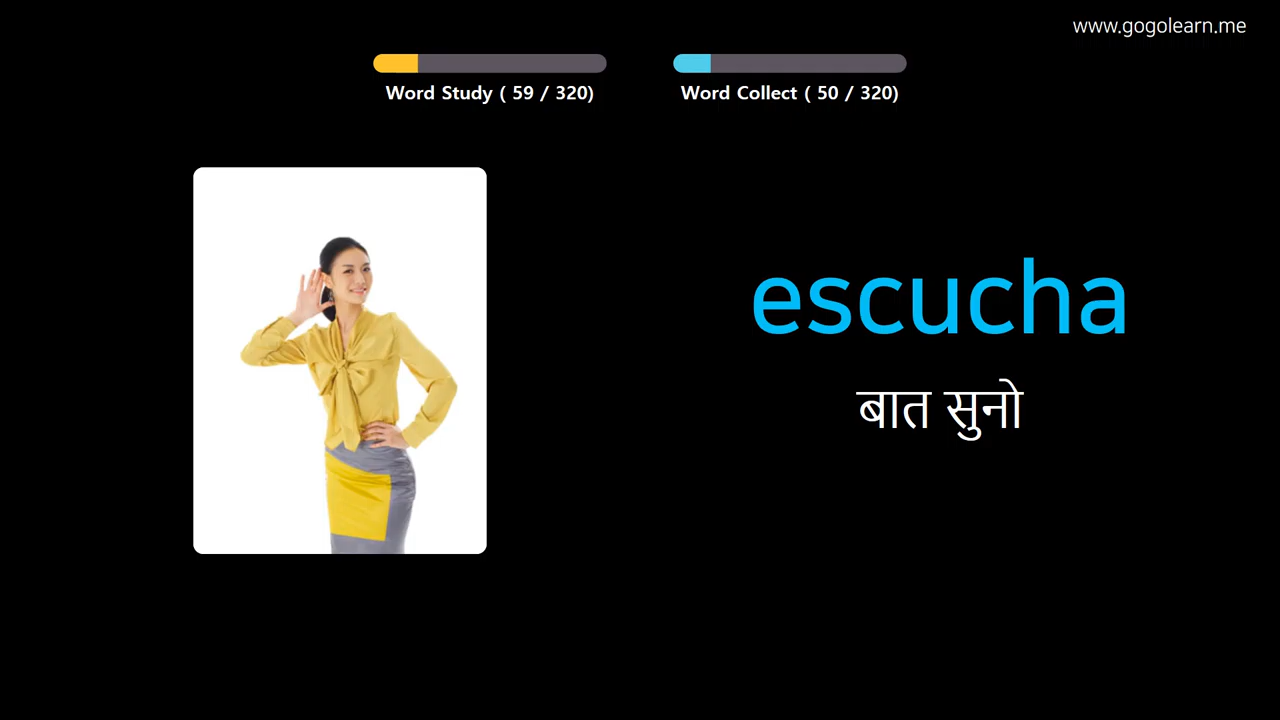 www.gogolearn.me
Word Study ( 59 / 320)
Word Collect ( 50 / 320)
escucha
बात सुनो